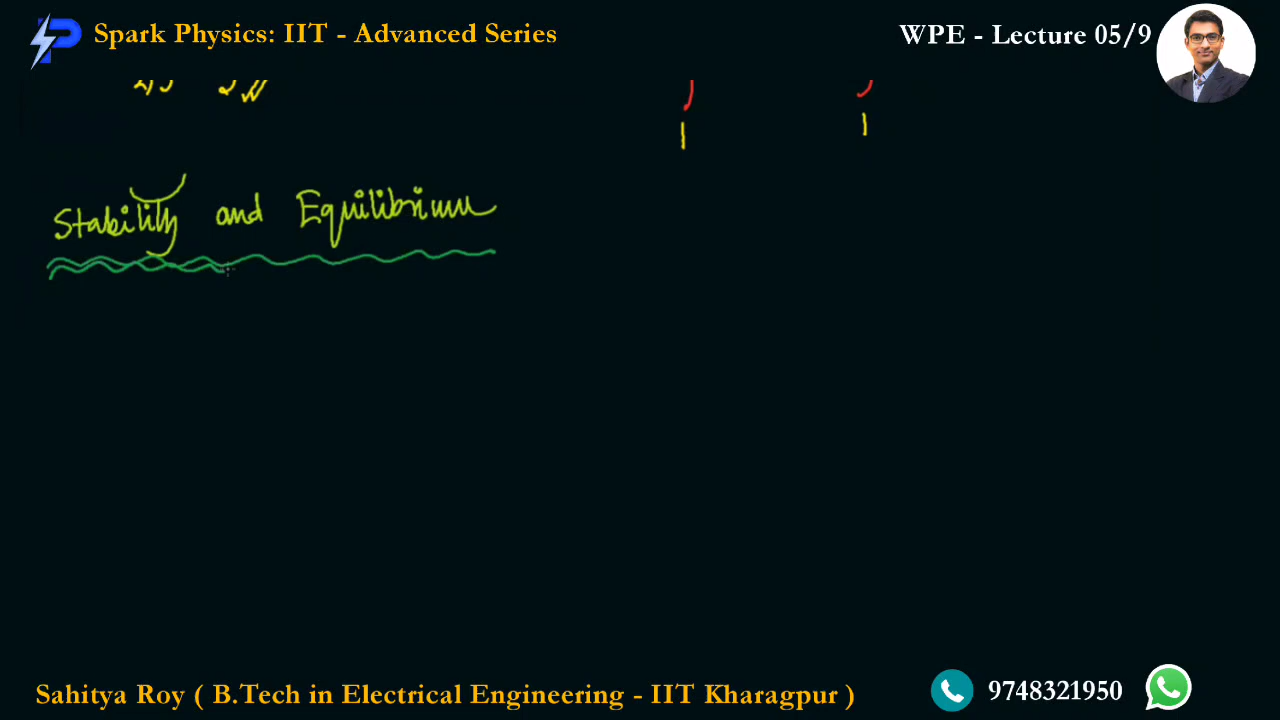 Spark Physics: IIT - Advanced Series
WPE - Lecture 05/9
Stability and Equilibrium
Sahitya Roy ( B.Tech in Electrical Engineering - IIT Kharagpur )
9748321950